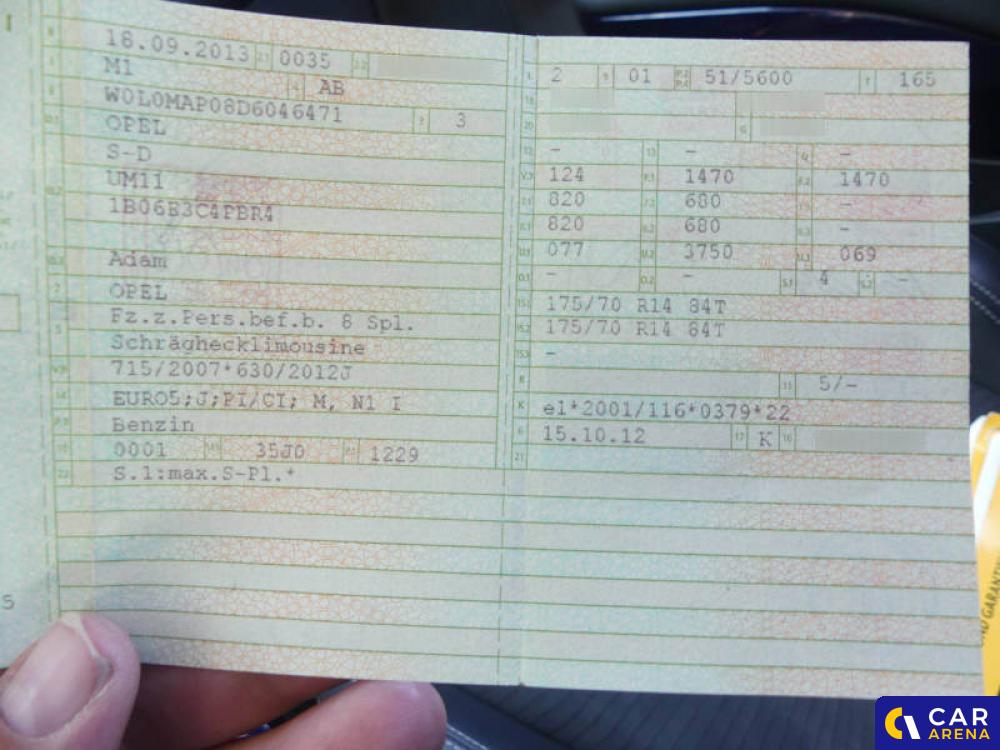 18.09.2013 0035
M1 AB
W0L0MAP08D6046471 3
OPEL
S-D
UM11
1B06B3C4PBR4
Adam
OPEL
Fz.z.Pers.bef.b. 8 Spl.
Schräghecklimousine
715/2007*630/2012J
EURO5;J;PI/CI; M, N1 I
Benzin
0001 35J0 1229
S.1:max.S-Pl.*
2 01 51/5600 165
- - -
124 1470 1470
820 680 -
820 680 -
077 3750 069
- - 4 -
175/70 R14 84T
175/70 R14 84T
-
5/-
e1*2001/116*0379*22
15.10.12 K
CAR
ARENA